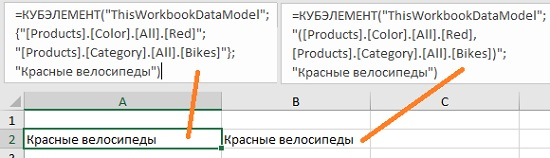 =КУБЭЛЕМЕНТ("ThisWorkbookDataModel";
{"[Products].[Color].[All].[Red]";
"[Products].[Category].[All].[Bikes]"};
"Красные велосипеды")
=КУБЭЛЕМЕНТ("ThisWorkbookDataModel";
"([Products].[Color].[All].[Red],
[Products].[Category].[All].[Bikes])";
"Красные велосипеды")
A B C
1
2 Красные велосипеды Красные велосипеды
3